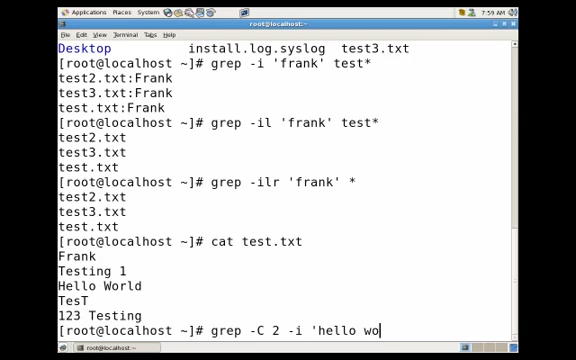 Applications Places System 7:59 AM
root@localhost:~
File Edit View Terminal Tabs Help
Desktop install.log.syslog test3.txt
[root@localhost ~]# grep -i 'frank' test*
test2.txt:Frank
test3.txt:Frank
test.txt:Frank
[root@localhost ~]# grep -il 'frank' test*
test2.txt
test3.txt
test.txt
[root@localhost ~]# grep -ilr 'frank' *
test2.txt
test3.txt
test.txt
[root@localhost ~]# cat test.txt
Frank
Testing 1
Hello World
TesT
123 Testing
[root@localhost ~]# grep -C 2 -i 'hello wo
root@localhost:~